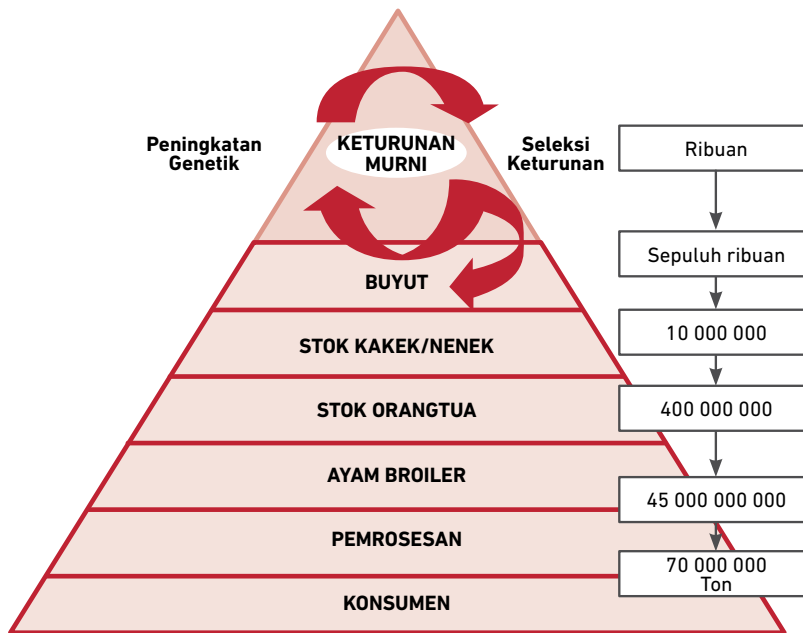 Peningkatan
Genetik
KETURUNAN
MURNI
Seleksi
Keturunan
Ribuan
Sepuluh ribuan
BUYUT
10 000 000
STOK KAKEK/NENEK
400 000 000
STOK ORANGTUA
AYAM BROILER
45 000 000 000
PEMROSESAN
70 000 000
Ton
KONSUMEN